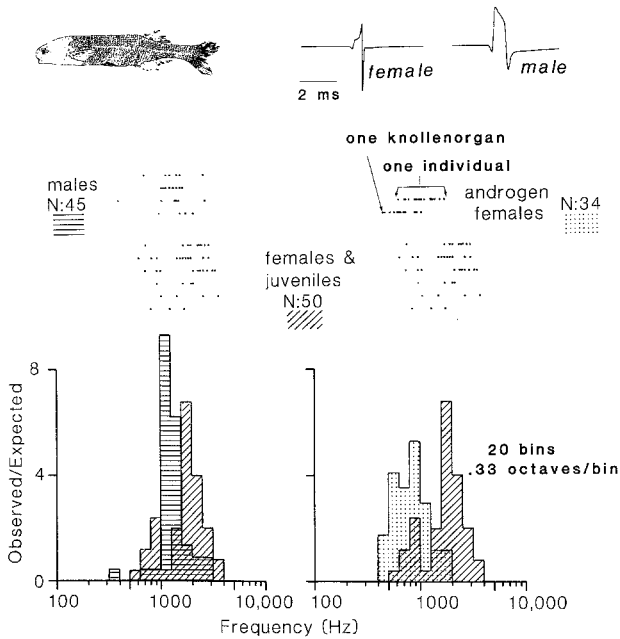 female
male
2 ms
one knollenorgan
one individual
males
N:45
androgen
females
N:34
females &
juveniles
N:50
Observed/Expected
8
4
0
20 bins
.33 octaves/bin
100
1000
10,000
100
1000
10,000
Frequency (Hz)